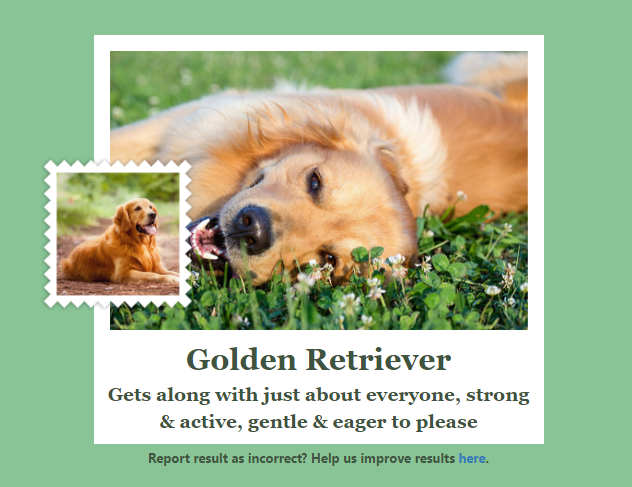 Golden Retriever
Gets along with just about everyone, strong
& active, gentle & eager to please
Report result as incorrect? Help us improve results here.